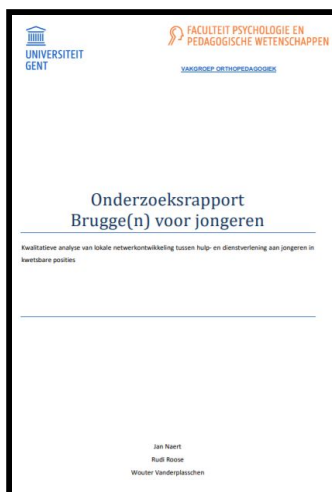 UNIVERSITEIT
GENT
FACULTEIT PSYCHOLOGIE EN
PEDAGOGISCHE WETENSCHAPPEN
VAKGROEP ORTHOPEDAGOGIEK
Onderzoeksrapport
Brugge(n) voor jongeren
Kwalitatieve analyse van lokale netwerkontwikkeling tussen hulp- en dienstverlening aan jongeren in
kwetsbare posities
Jan Naert
Rudi Roose
Wouter Vanderplasschen